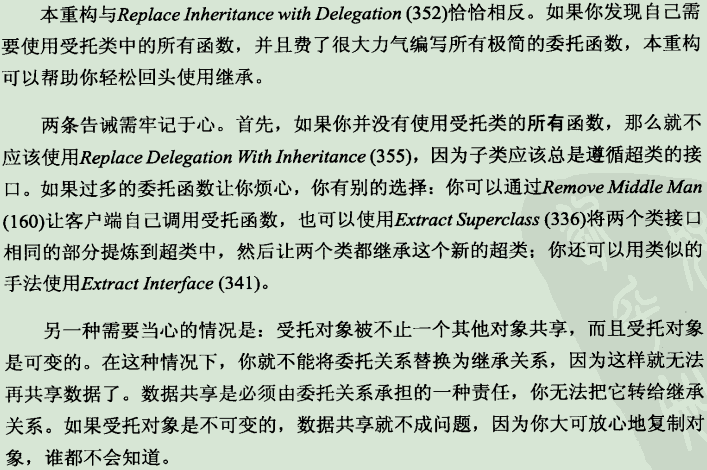 本重构与Replace Inheritance with Delegation (352)恰恰相反。如果你发现自己需
要使用受托类中的所有函数，并且费了很大力气编写所有极简的委托函数，本重构
可以帮助你轻松回头使用继承。
两条告诫需牢记于心。首先，如果你并没有使用受托类的所有函数，那么就不
应该使用Replace Delegation With Inheritance (355)，因为子类应该总是遵循超类的接
口。如果过多的委托函数让你烦心，你有别的选择：你可以通过Remove Middle Man
(160)让客户端自己调用受托函数，也可以使用Extract Superclass (336)将两个类接口
相同的部分提炼到超类中，然后让两个类都继承这个新的超类；你还可以用类似的
手法使用Extract Interface (341)。
另一种需要当心的情况是：受托对象被不止一个其他对象共享，而且受托对象
是可变的。在这种情况下，你就不能将委托关系替换为继承关系，因为这样就无法
再共享数据了。数据共享是必须由委托关系承担的一种责任，你无法把它转给继承
关系。如果受托对象是不可变的，数据共享就不成问题，因为你大可放心地复制对
象，谁都不会知道。